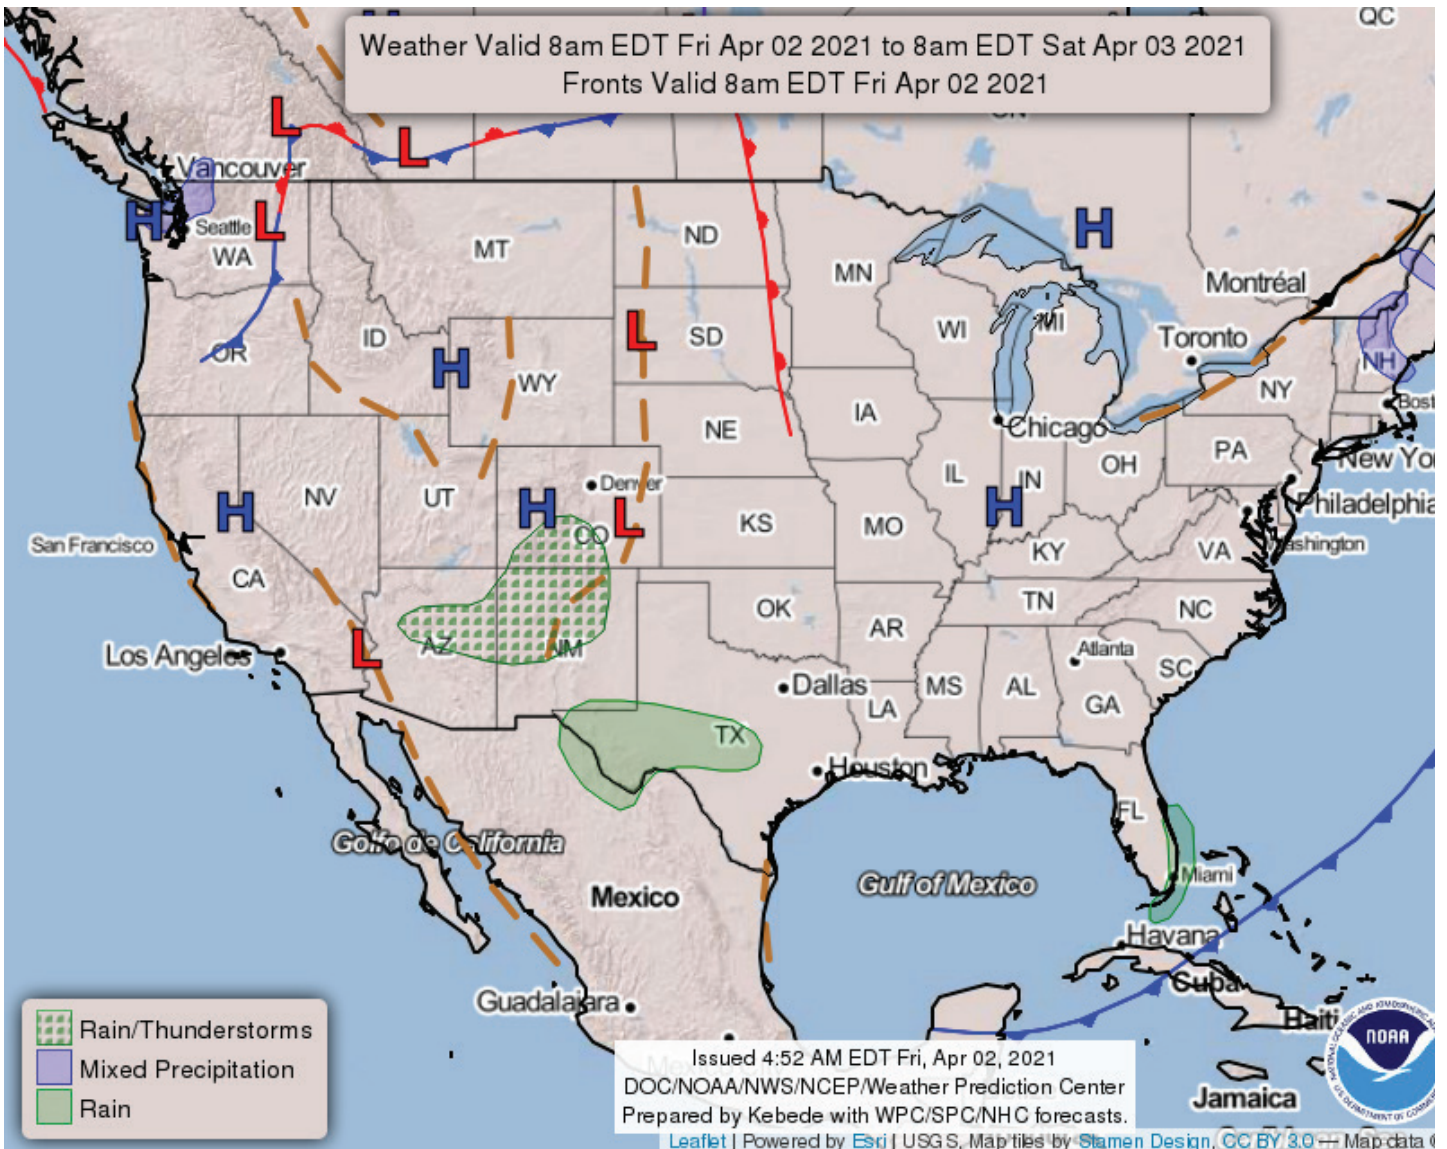 QC
Weather Valid 8am EDT Fri Apr 02 2021 to 8am EDT Sat Apr 03 2021
Fronts Valid 8am EDT Fri Apr 02 2021
H
L
L
Vancouver
H
Seattle
L
WA
MT
ND
MN
H
Montréal
OR
ID
H
WY
L
SD
WI
MI
Toronto
NH
NY
Bost
NE
IA
Chicago
PA
New Yo
NV
UT
Denver
IL
IN
OH
H
H
CO
L
KS
MO
H
Philadelphia
San Francisco
CA
KY
VA
ashington
OK
AR
TN
NC
Los Angeles
L
AZ
NM
Atlanta
SC
Dallas
LA
MS
AL
GA
TX
Houston
FL
Golfo de California
Mexico
Gulf of Mexico
Miami
Havana
Cuba
Guadalajara
Haiti
Rain/Thunderstorms
Mixed Precipitation
Rain
Mexico City
Issued 4:52 AM EDT Fri, Apr 02, 2021
DOC/NOAA/NWS/NCEP/Weather Prediction Center
Prepared by Kebede with WPC/SPC/NHC forecasts.
NOAA
Jamaica
Leaflet | Powered by Esri | USGS, Map tiles by Stamen Design, CC BY 3.0 — Map data ©